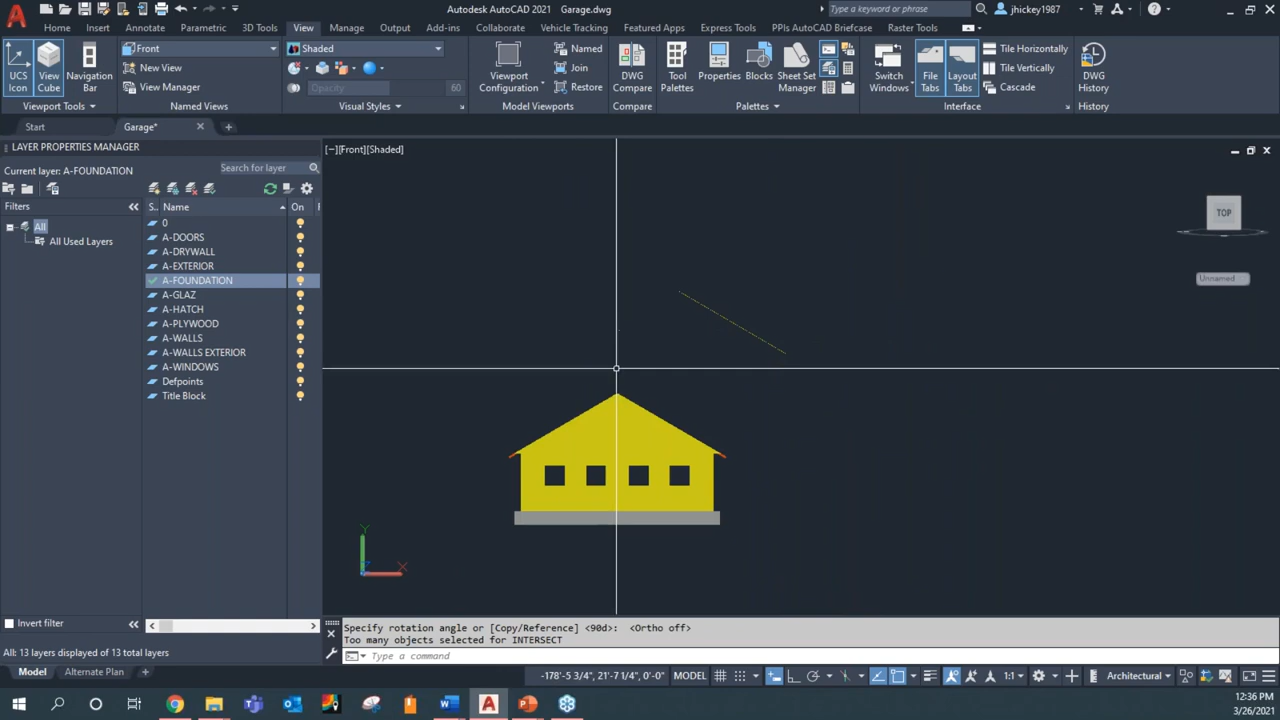 Autodesk AutoCAD 2021 Garage.dwg
Type a keyword or phrase
jhickey1987
Home Insert Annotate Parametric 3D Tools View Manage Output Add-ins Collaborate Vehicle Tracking Featured Apps Express Tools PPIs AutoCAD Briefcase Raster Tools
UCS Icon
View Cube
Navigation Bar
Viewport Tools
Front
New View
View Manager
Named Views
Shaded
Opacity 60
Visual Styles
Viewport Configuration
Named
Join
Restore
Model Viewports
DWG Compare
Compare
Tool Palettes
Properties
Blocks
Sheet Set Manager
Palettes
Switch Windows
File Tabs
Layout Tabs
Tile Horizontally
Tile Vertically
Cascade
Interface
DWG History
History
Start
Garage*
LAYER PROPERTIES MANAGER
Current layer: A-FOUNDATION
Search for layer
Filters
All
All Used Layers
S.. Name On F
0
A-DOORS
A-DRYWALL
A-EXTERIOR
A-FOUNDATION
A-GLAZ
A-HATCH
A-PLYWOOD
A-WALLS
A-WALLS EXTERIOR
A-WINDOWS
Defpoints
Title Block
Invert filter
All: 13 layers displayed of 13 total layers
[−][Front][Shaded]
TOP
Unnamed
Y
X
Z
Specify rotation angle or [Copy/Reference] <90d>: <Ortho off>
Too many objects selected for INTERSECT
Type a command
Model
Alternate Plan
-178'-5 3/4", 21'-7 1/4", 0'-0"
MODEL
1:1
Architectural
12:36 PM
3/26/2021